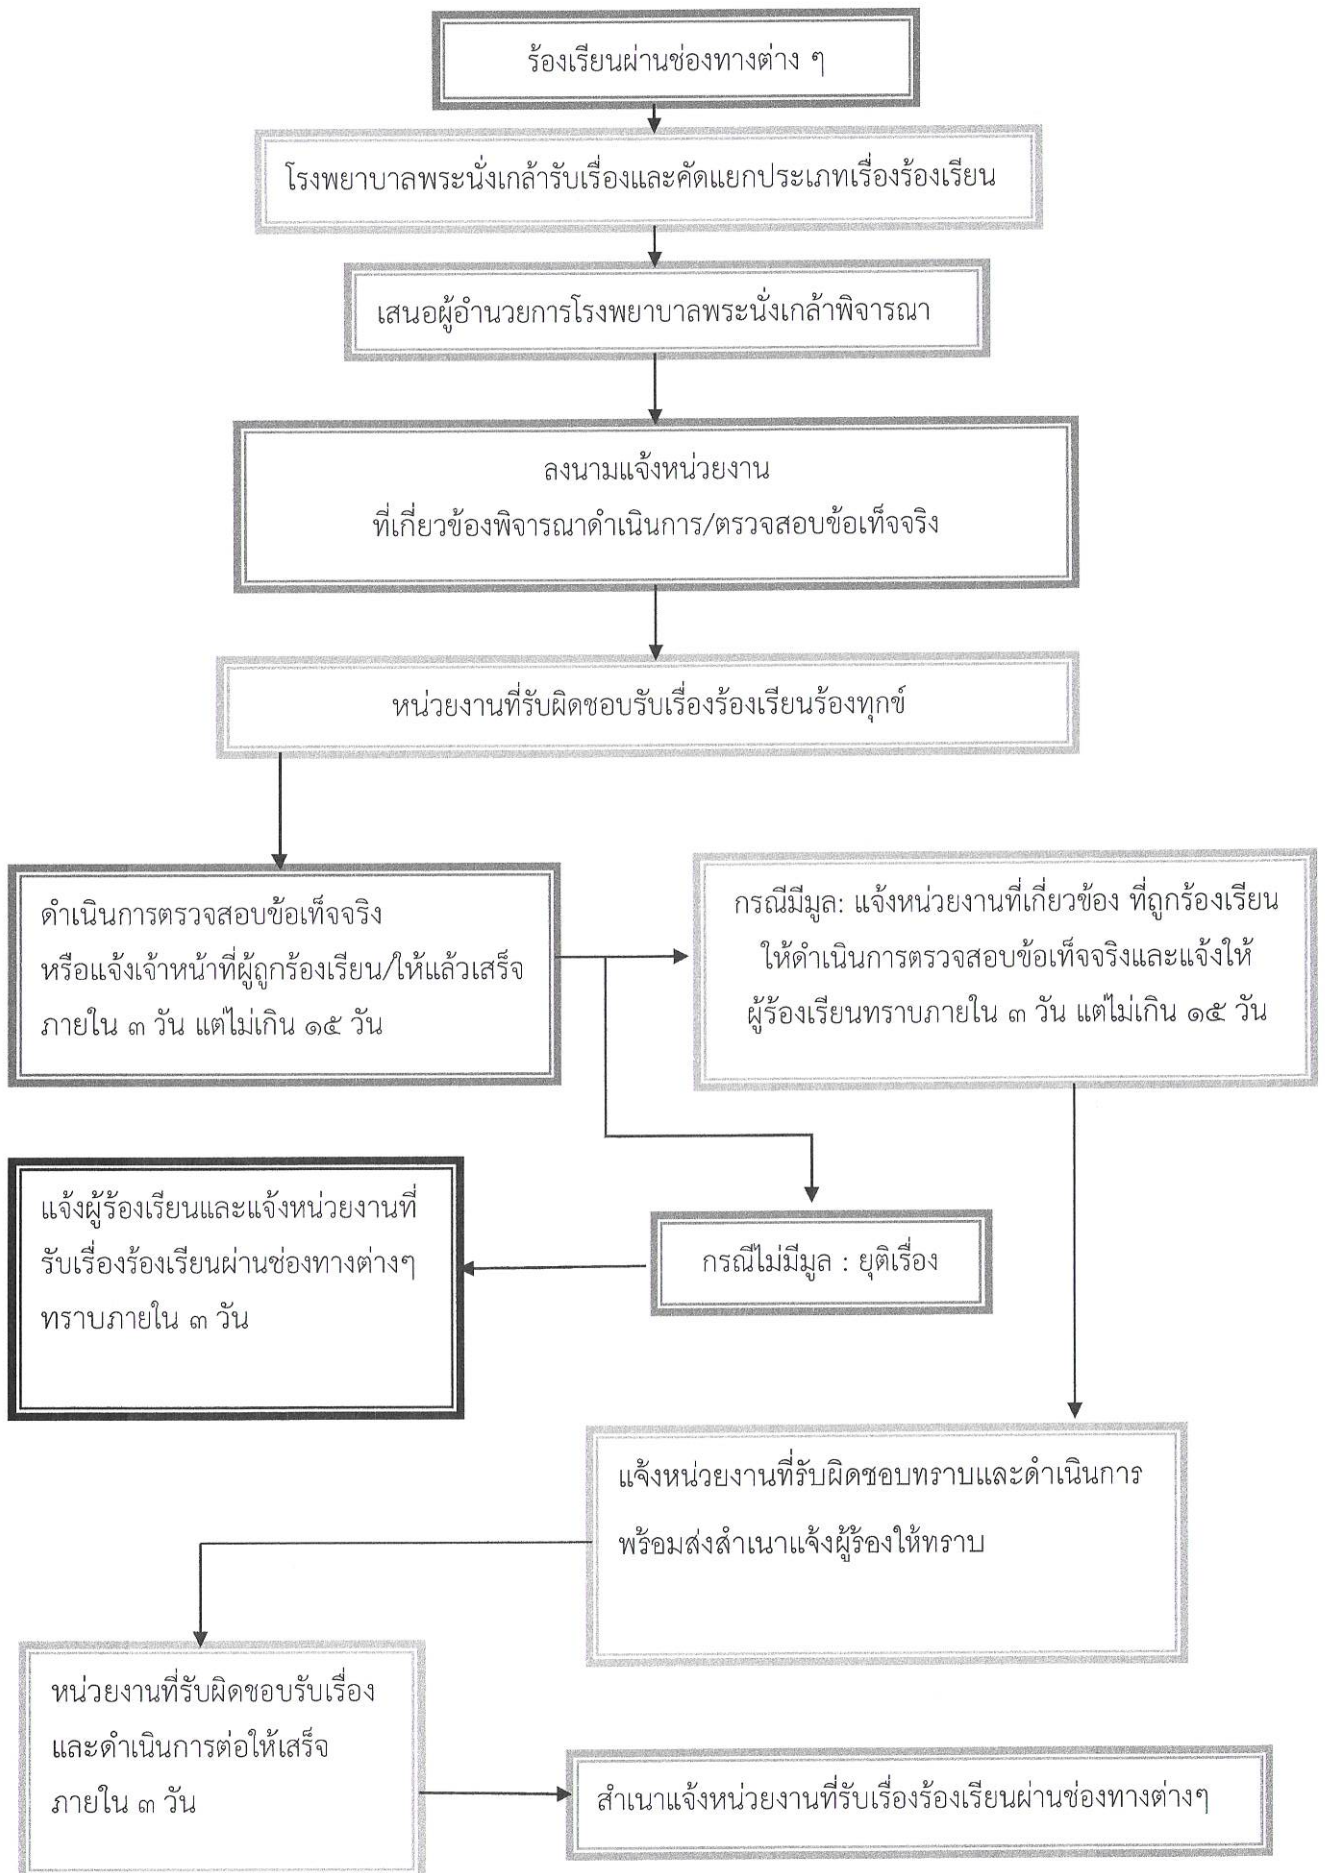 ร้องเรียนผ่านช่องทางต่าง ๆ
โรงพยาบาลพระนั่งเกล้ารับเรื่องและคัดแยกประเภทเรื่องร้องเรียน
เสนอผู้อำนวยการโรงพยาบาลพระนั่งเกล้าพิจารณา
ลงนามแจ้งหน่วยงาน
ที่เกี่ยวข้องพิจารณาดำเนินการ/ตรวจสอบข้อเท็จจริง
หน่วยงานที่รับผิดชอบรับเรื่องร้องเรียนร้องทุกข์
ดำเนินการตรวจสอบข้อเท็จจริง
หรือแจ้งเจ้าหน้าที่ผู้ถูกร้องเรียน/ให้แล้วเสร็จ
ภายใน ๓ วัน แต่ไม่เกิน ๑๕ วัน
กรณีมีมูล: แจ้งหน่วยงานที่เกี่ยวข้อง ที่ถูกร้องเรียน
ให้ดำเนินการตรวจสอบข้อเท็จจริงและแจ้งให้
ผู้ร้องเรียนทราบภายใน ๓ วัน แต่ไม่เกิน ๑๕ วัน
แจ้งผู้ร้องเรียนและแจ้งหน่วยงานที่
รับเรื่องร้องเรียนผ่านช่องทางต่างๆ
ทราบภายใน ๓ วัน
กรณีไม่มีมูล : ยุติเรื่อง
แจ้งหน่วยงานที่รับผิดชอบทราบและดำเนินการ
พร้อมส่งสำเนาแจ้งผู้ร้องให้ทราบ
หน่วยงานที่รับผิดชอบรับเรื่อง
และดำเนินการต่อให้เสร็จ
ภายใน ๓ วัน
สำเนาแจ้งหน่วยงานที่รับเรื่องร้องเรียนผ่านช่องทางต่างๆ